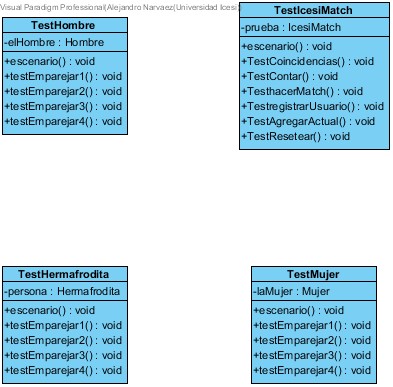 Visual Paradigm Professional(Alejandro Narvaez(Universidad Icesi
TestHombre
-elHombre : Hombre
+escenario() : void
+testEmparejar1() : void
+testEmparejar2() : void
+testEmparejar3() : void
+testEmparejar4() : void
TestIcesiMatch
-prueba : IcesiMatch
+escenario() : void
+TestCoincidencias() : void
+TestContar() : void
+TesthacerMatch() : void
+TestregistrarUsuario() : void
+TestAgregarActual() : void
+TestResetear() : void
TestHermafrodita
-persona : Hermafrodita
+escenario() : void
+testEmparejar1() : void
+testEmparejar2() : void
+testEmparejar3() : void
+testEmparejar4() : void
TestMujer
-laMujer : Mujer
+escenario() : void
+testEmparejar1() : void
+testEmparejar2() : void
+testEmparejar3() : void
+testEmparejar4() : void